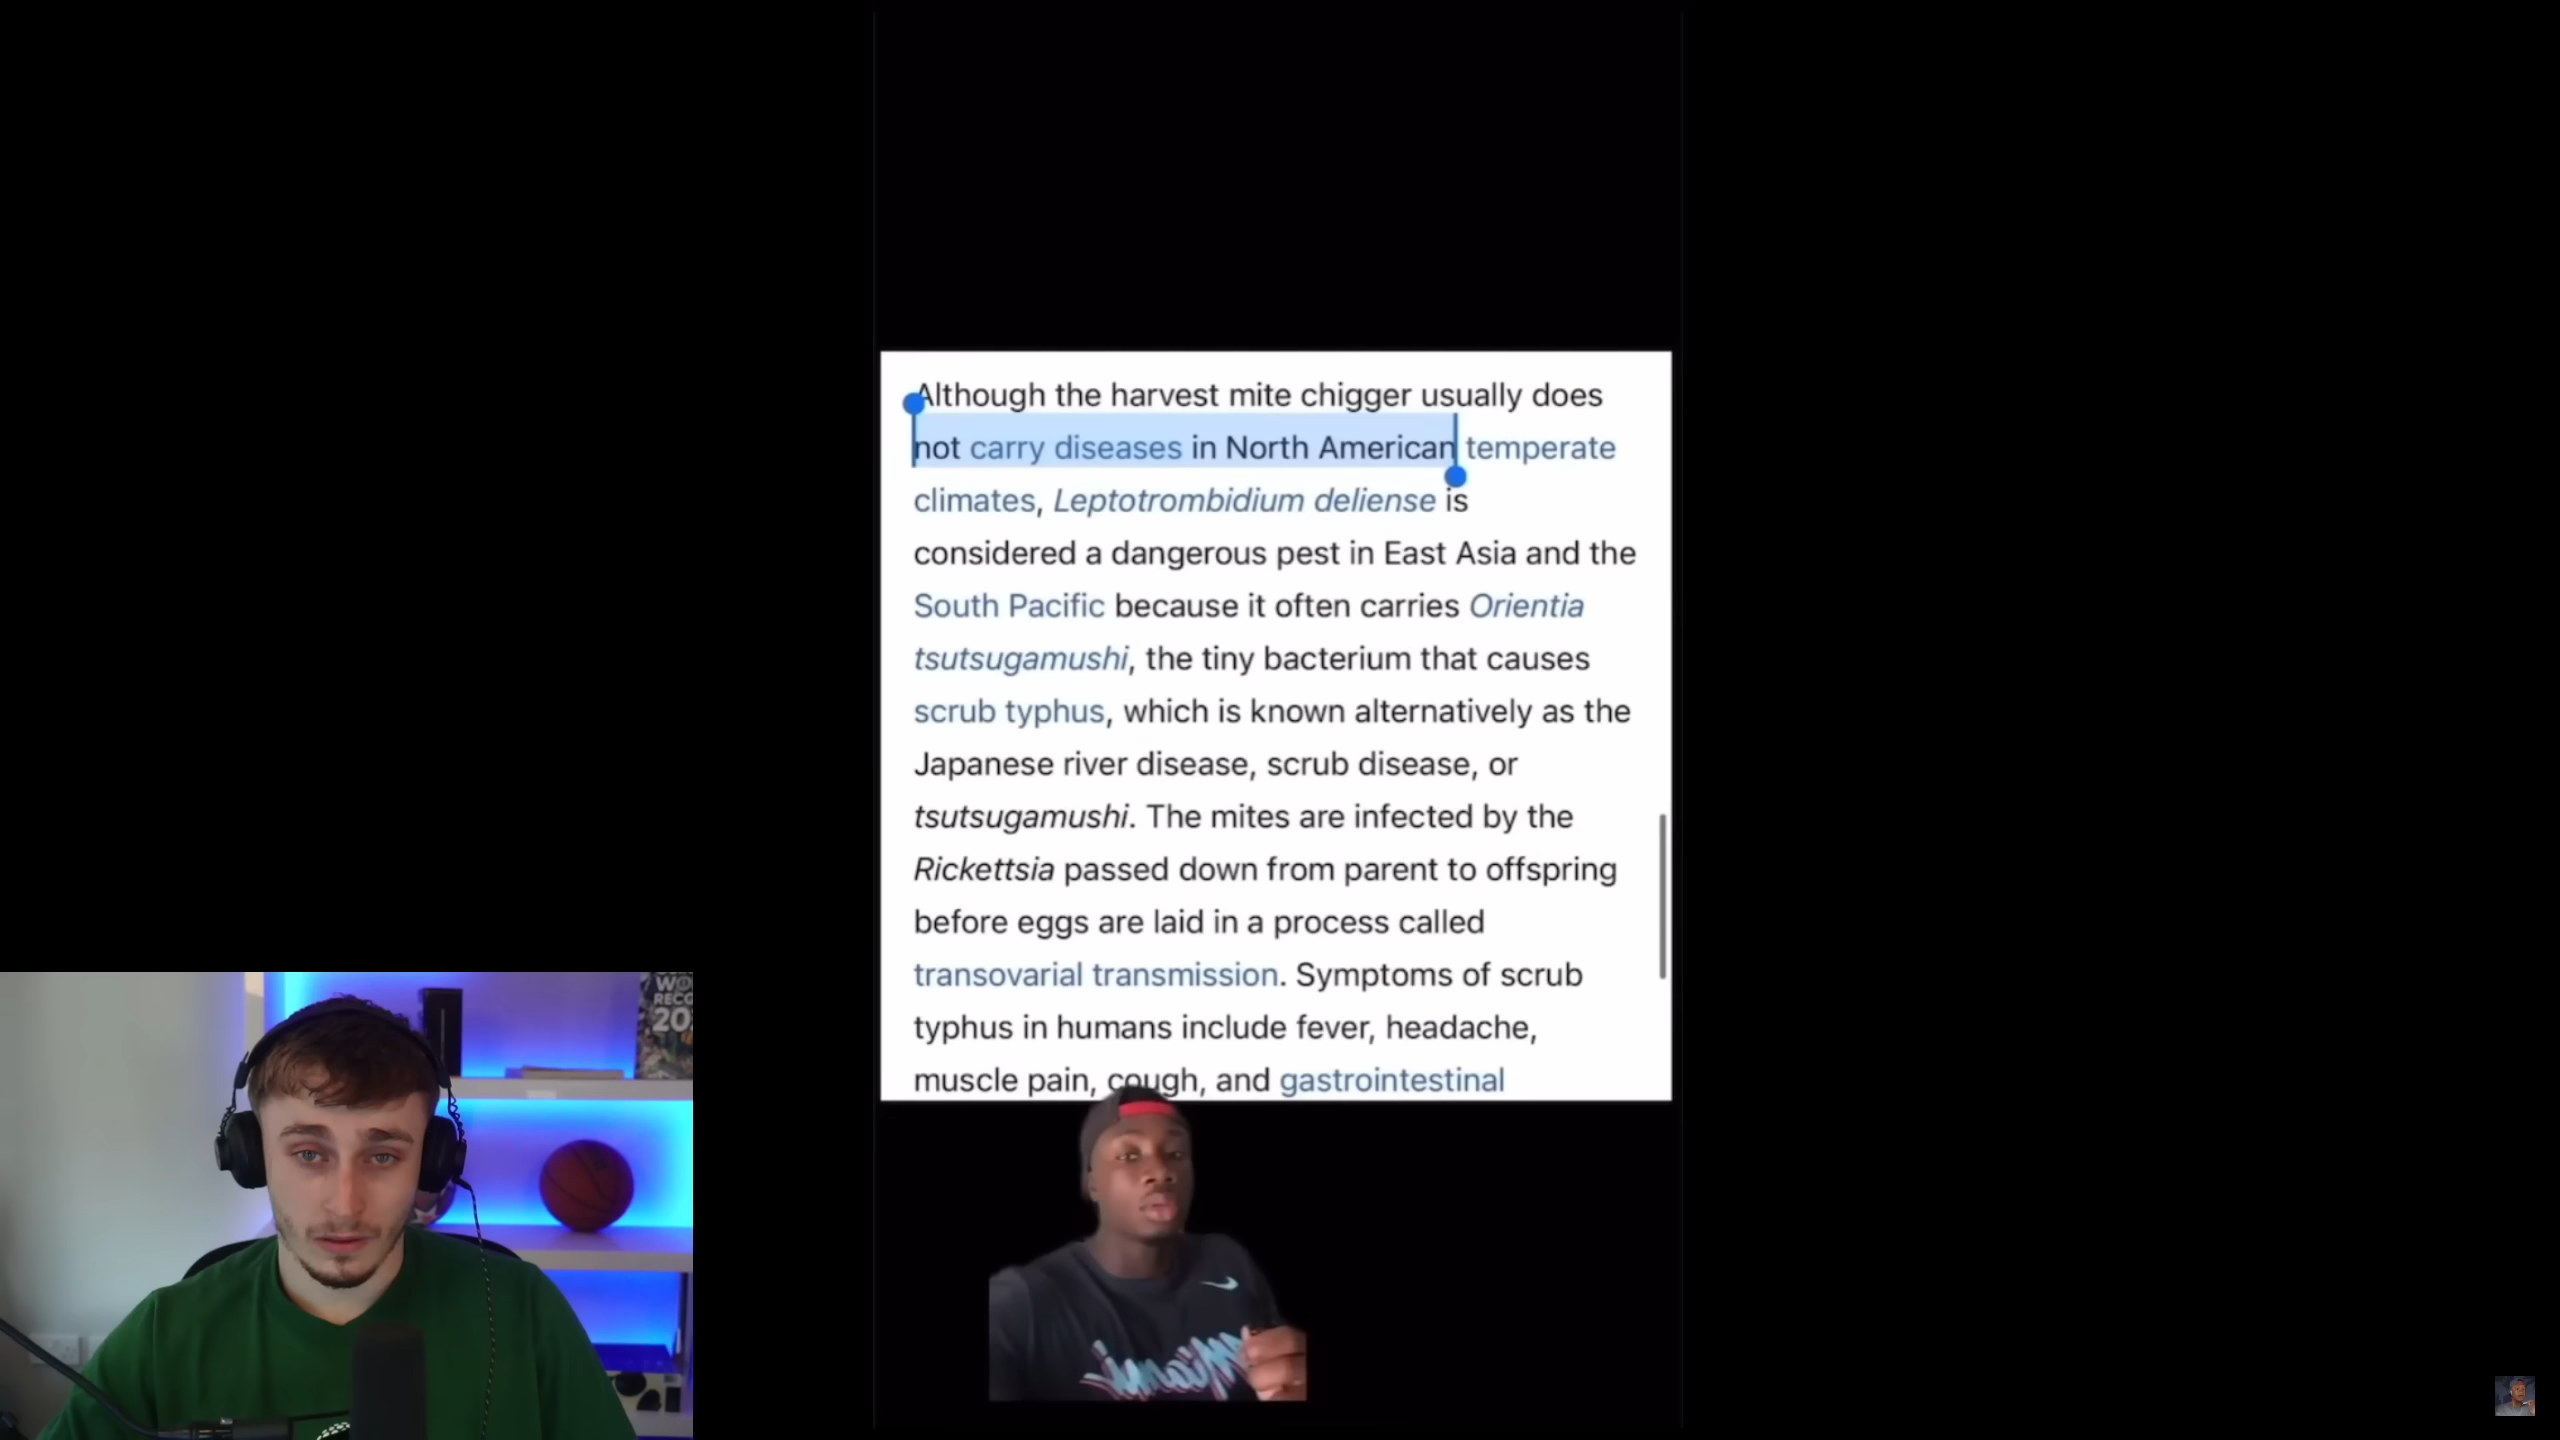 Although the harvest mite chigger usually does
not carry diseases in North American temperate
climates, Leptotrombidium deliense is
considered a dangerous pest in East Asia and the
South Pacific because it often carries Orientia
tsutsugamushi, the tiny bacterium that causes
scrub typhus, which is known alternatively as the
Japanese river disease, scrub disease, or
tsutsugamushi. The mites are infected by the
Rickettsia passed down from parent to offspring
before eggs are laid in a process called
transovarial transmission. Symptoms of scrub
typhus in humans include fever, headache,
muscle pain, cough, and gastrointestinal
Miami